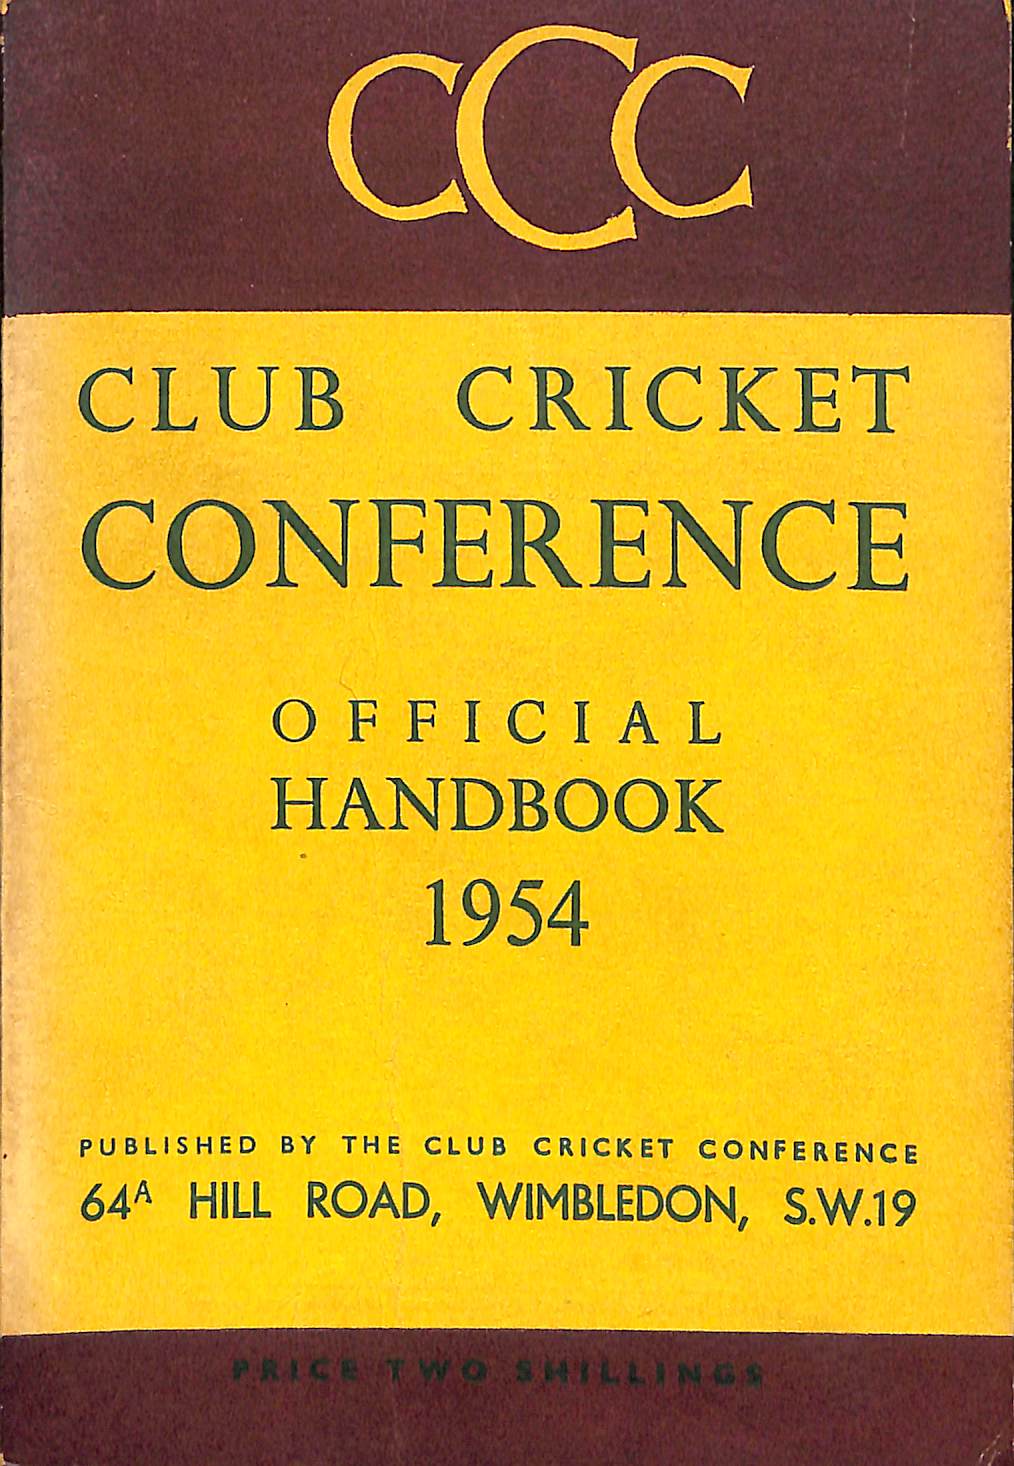 CCC
CLUB CRICKET
CONFERENCE
OFFICIAL
HANDBOOK
1954
PUBLISHED BY THE CLUB CRICKET CONFERENCE
64A HILL ROAD, WIMBLEDON, S.W.19
PRICE TWO SHILLINGS